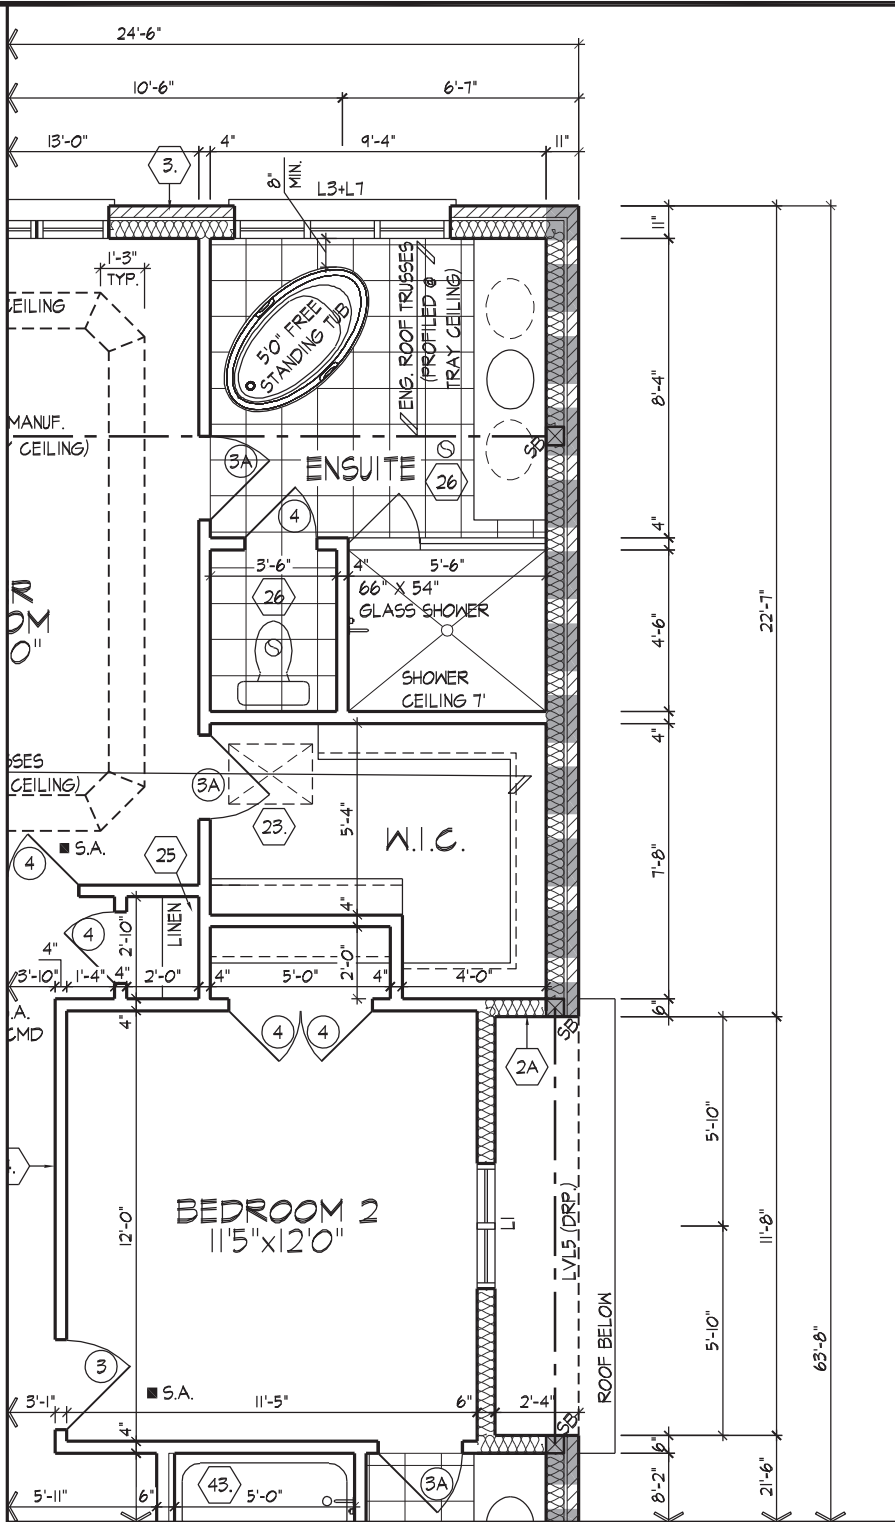 24'-6"
10'-6" 6'-7"
13'-0" 4" 9'-4" 11"
3.
8" MIN.
L3+L7
1'-3"
TYP.
11"
CEILING
5'0" FREE
STANDING TUB
ENG. ROOF TRUSSES
(PROFILED @
TRAY CEILING)
8'-4"
MANUF.
CEILING)
SB
3A
ENSUITE
26
4
4"
3'-6" 4" 5'-6"
26
66" X 54"
GLASS SHOWER
4'-6"
22'-7"
OM
0"
SHOWER
CEILING 7'
4"
CEILING)
3A
23.
5'-4"
W.I.C.
7'-8"
S.A.
4
25
LINEN
4
2'-10"
4"
2'-0"
4"
3'-10" 1'-4" 4" 2'-0" 4" 5'-0" 4" 4'-0"
6"
4"
CMD
4 4
SB
2A
5'-10"
BEDROOM 2
11'5"x12'0"
12'-0"
L1
LVL5 (DRP.)
11'-8"
ROOF BELOW
5'-10"
63'-8"
3
S.A.
3'-1" 11'-5" 6" 2'-4"
4"
SB
6"
43.
3A
5'-11" 6" 5'-0"
8'-2"
21'-6"